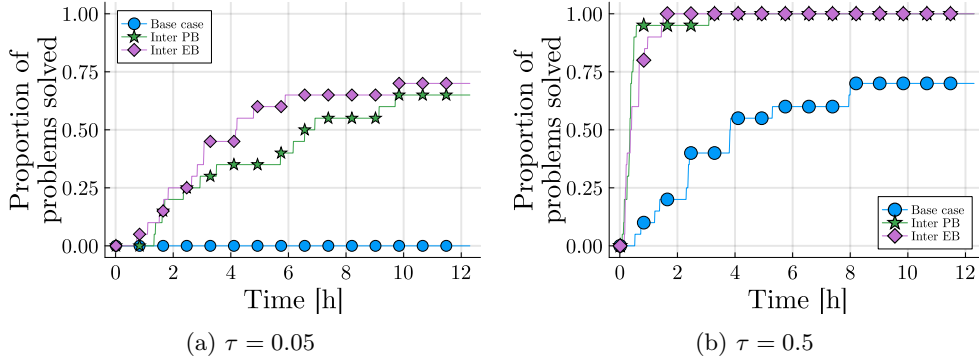 Proportion of
problems solved
1.00
0.75
0.50
0.25
0.00
Base case
Inter PB
Inter EB
0 2 4 6 8 10 12
Time [h]
(a) τ = 0.05
Proportion of
problems solved
1.00
0.75
0.50
0.25
0.00
Base case
Inter PB
Inter EB
0 2 4 6 8 10 12
Time [h]
(b) τ = 0.5